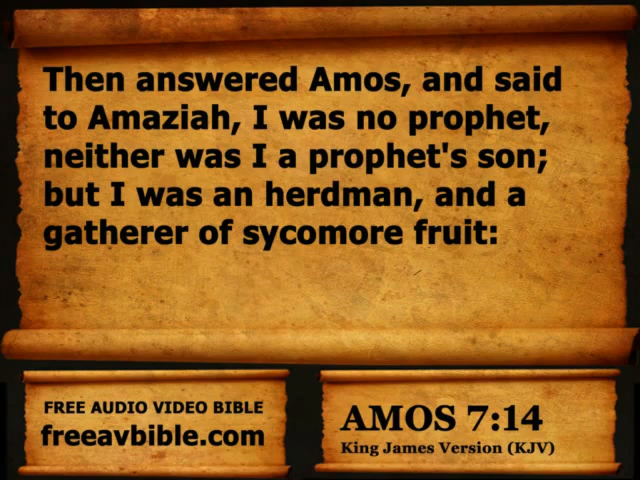 Then answered Amos, and said
to Amaziah, I was no prophet,
neither was I a prophet's son;
but I was an herdman, and a
gatherer of sycomore fruit:
FREE AUDIO VIDEO BIBLE
freeavbible.com
AMOS 7:14
King James Version (KJV)